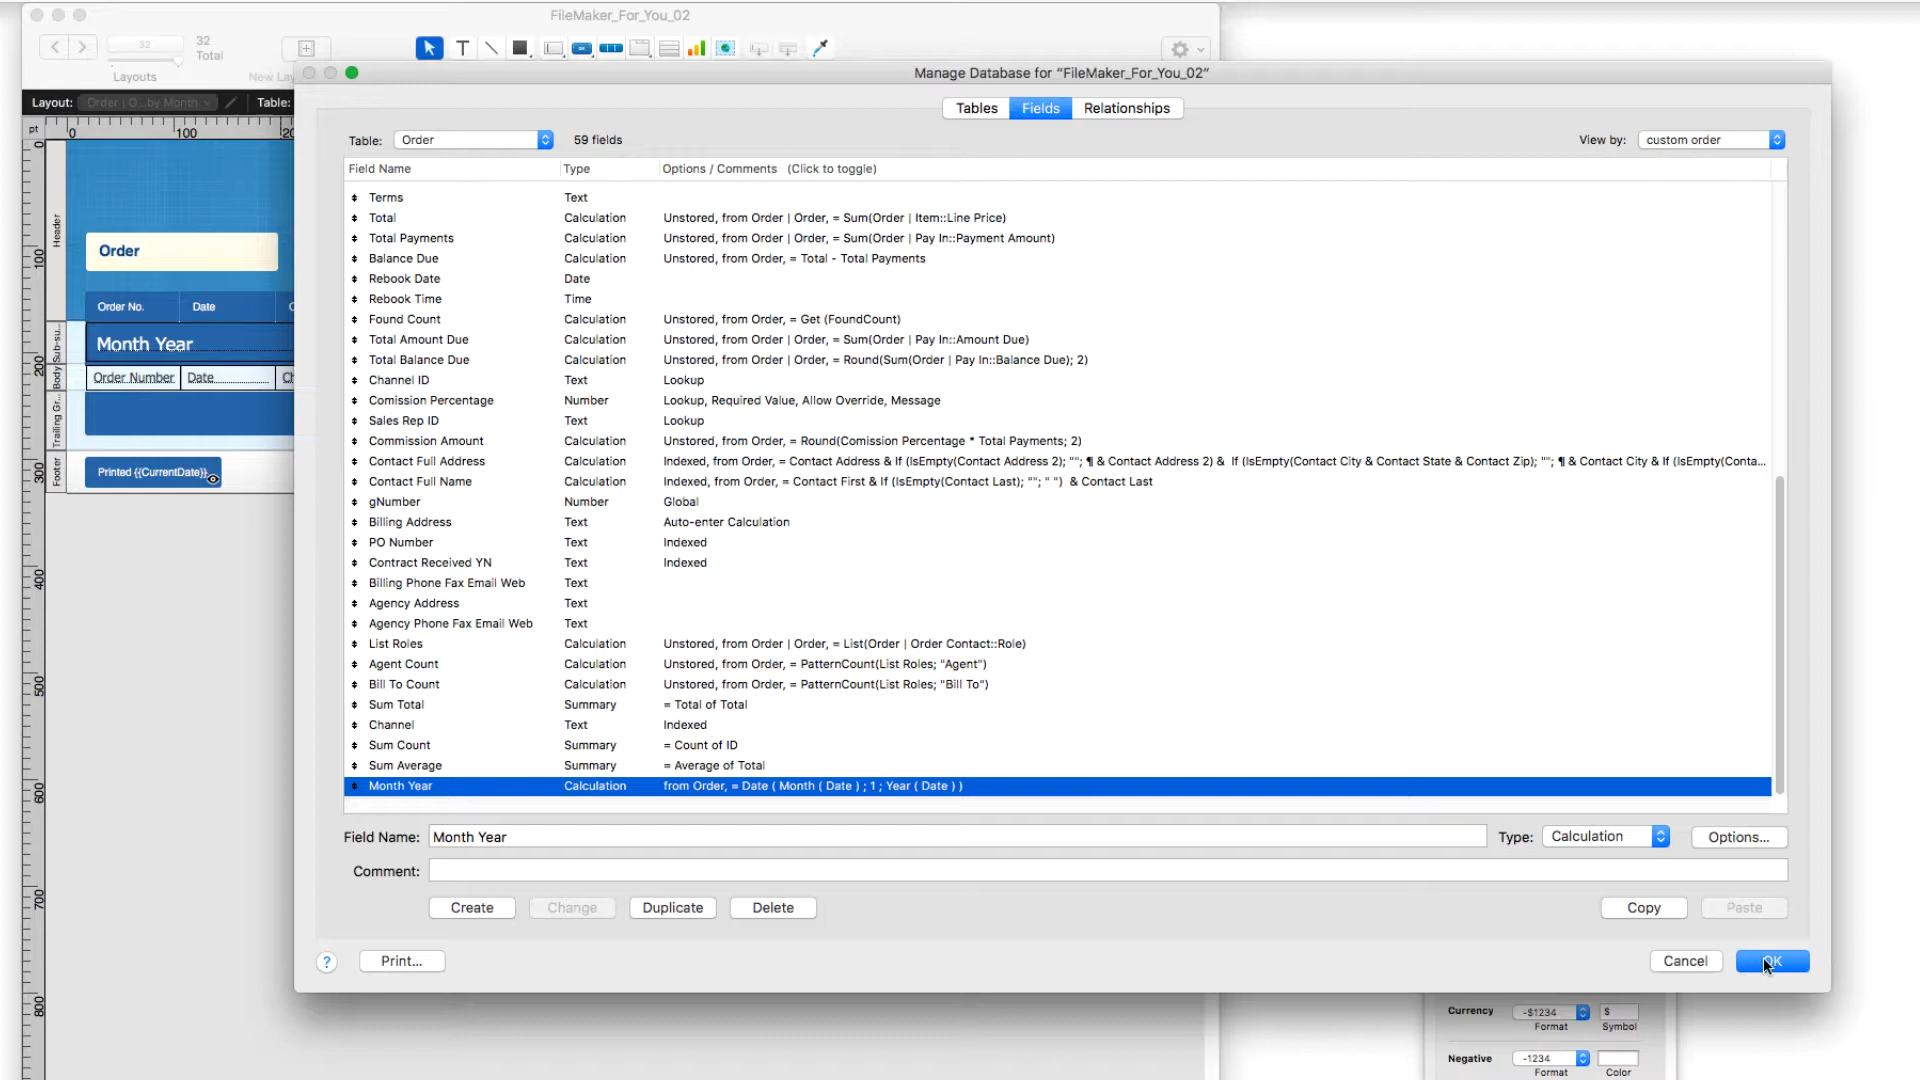 FileMaker_For_You_02
32
32
Total
Layouts
New Lay
Manage Database for “FileMaker_For_You_02”
Layout: Order | O...by Month
Table:
Tables Fields Relationships
Table: Order 59 fields
View by: custom order
Field Name Type Options / Comments (Click to toggle)
Terms Text
Total Calculation Unstored, from Order | Order, = Sum(Order | Item::Line Price)
Total Payments Calculation Unstored, from Order | Order, = Sum(Order | Pay In::Payment Amount)
Balance Due Calculation Unstored, from Order, = Total - Total Payments
Rebook Date Date
Rebook Time Time
Found Count Calculation Unstored, from Order, = Get (FoundCount)
Total Amount Due Calculation Unstored, from Order | Order, = Sum(Order | Pay In::Amount Due)
Total Balance Due Calculation Unstored, from Order | Order, = Round(Sum(Order | Pay In::Balance Due); 2)
Channel ID Text Lookup
Comission Percentage Number Lookup, Required Value, Allow Override, Message
Sales Rep ID Text Lookup
Commission Amount Calculation Unstored, from Order, = Round(Comission Percentage * Total Payments; 2)
Contact Full Address Calculation Indexed, from Order, = Contact Address & If (IsEmpty(Contact Address 2); ""; ¶ & Contact Address 2) & If (IsEmpty(Contact City & Contact State & Contact Zip); ""; ¶ & Contact City & If (IsEmpty(Conta...
Contact Full Name Calculation Indexed, from Order, = Contact First & If (IsEmpty(Contact Last); ""; " ") & Contact Last
gNumber Number Global
Billing Address Text Auto-enter Calculation
PO Number Text Indexed
Contract Received YN Text Indexed
Billing Phone Fax Email Web Text
Agency Address Text
Agency Phone Fax Email Web Text
List Roles Calculation Unstored, from Order | Order, = List(Order | Order Contact::Role)
Agent Count Calculation Unstored, from Order, = PatternCount(List Roles; "Agent")
Bill To Count Calculation Unstored, from Order, = PatternCount(List Roles; "Bill To")
Sum Total Summary = Total of Total
Channel Text Indexed
Sum Count Summary = Count of ID
Sum Average Summary = Average of Total
Month Year Calculation from Order, = Date ( Month ( Date ) ; 1 ; Year ( Date ) )
Field Name: Month Year
Type: Calculation Options...
Comment:
Create Change Duplicate Delete
Copy Paste
? Print...
Cancel OK
pt 0 100 20
0
100
200
300
400
500
600
700
800
Header
Sub-su...
Body
Trailing Gr...
Footer
Order
Order No. Date C
Month Year
Order Number Date Ch
Printed {{CurrentDate}}
Currency -$1234 $
Format Symbol
Negative -1234
Format Color